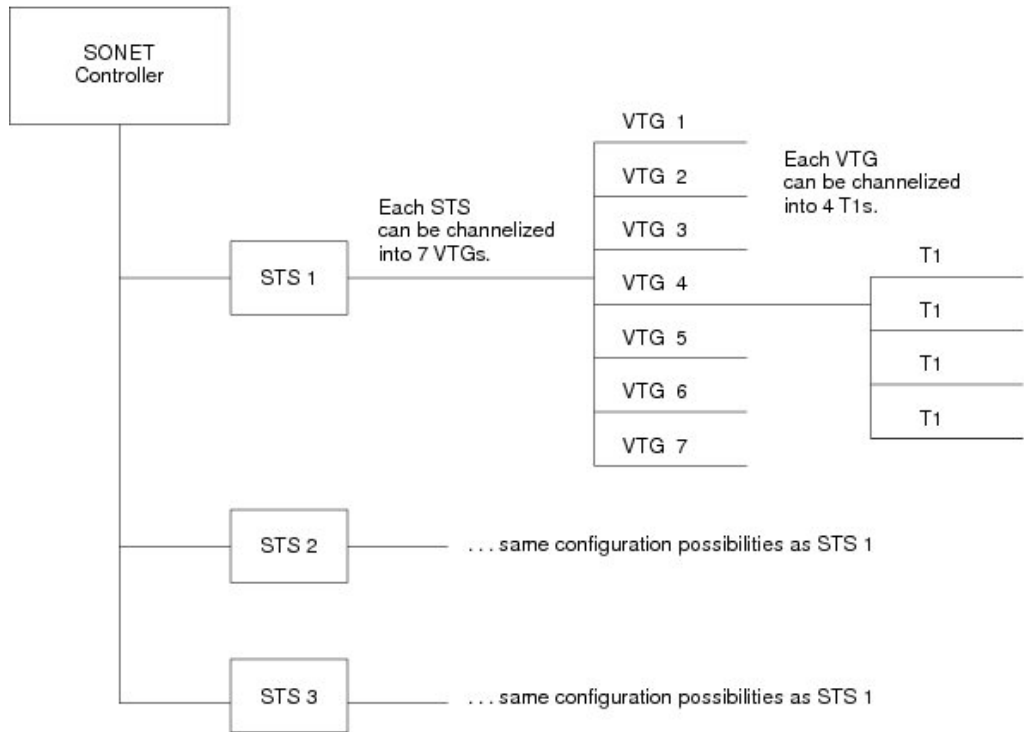 SONET
Controller
VTG 1
Each VTG
can be channelized
into 4 T1s.
VTG 2
Each STS
can be channelized
into 7 VTGs.
VTG 3
STS 1
VTG 4
T1
T1
VTG 5
T1
VTG 6
T1
VTG 7
STS 2
. . . same configuration possibilities as STS 1
STS 3
. . . same configuration possibilities as STS 1